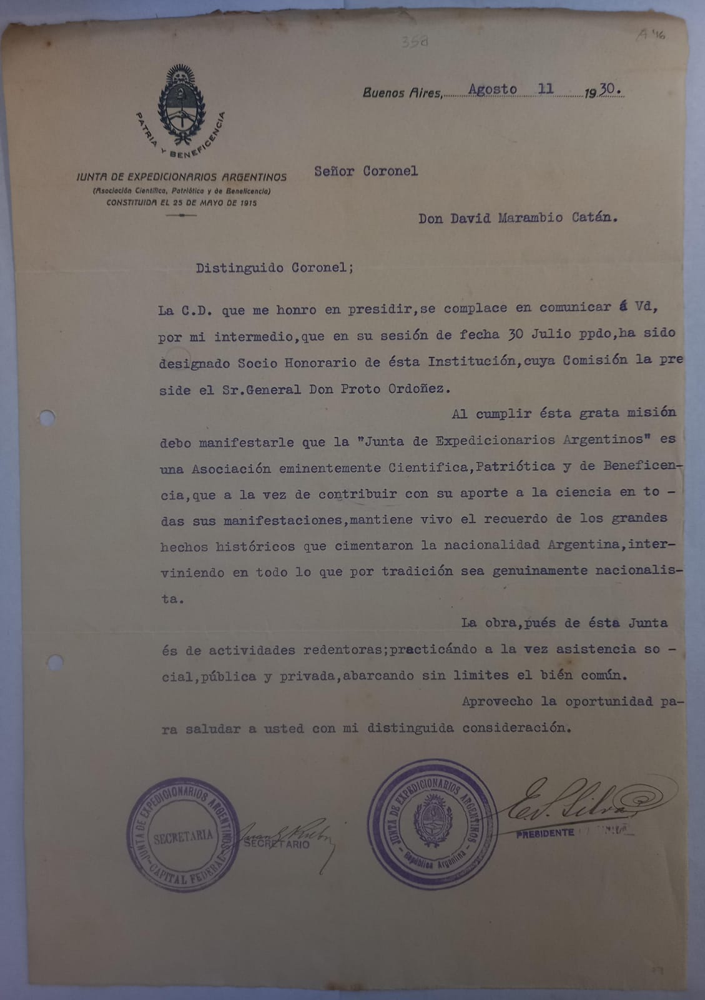 358
A 46
PATRIA Y BENEFICENCIA
Buenos Aires, Agosto 11 1930.
JUNTA DE EXPEDICIONARIOS ARGENTINOS
(Asociación Científica, Patriótica y de Beneficencia)
CONSTITUIDA EL 25 DE MAYO DE 1915
Señor Coronel
Don David Marambio Catán.
Distinguido Coronel;
La C.D. que me honro en presidir,se complace en comunicar á Vd,
por mi intermedio,que en su sesión de fecha 30 Julio ppdo,ha sido
designado Socio Honorario de ésta Institución,cuya Comisión la pre
side el Sr.General Don Proto Ordoñez.
Al cumplir ésta grata misión
debo manifestarle que la "Junta de Expedicionarios Argentinos" es
una Asociación eminentemente Cientifica,Patriótica y de Beneficen-
cia,que a la vez de contribuir con su aporte a la ciencia en to -
das sus manifestaciones,mantiene vivo el recuerdo de los grandes
hechos históricos que cimentaron la nacionalidad Argentina,inter-
viniendo en todo lo que por tradición sea genuinamente nacionalis-
ta.
La obra,pués de ésta Junta
és de actividades redentoras;practicándo a la vez asistencia so -
cial,pública y privada,abarcando sin limites el bién común.
Aprovecho la oportunidad pa-
ra saludar a usted con mi distinguida consideración.
JUNTA DE EXPEDICIONARIOS ARGENTINOS
SECRETARIA
CAPITAL FEDERAL
Juan
SECRETARIO
JUNTA DE EXPEDICIONARIOS ARGENTINOS
República Argentina
E. S. Silva
PRESIDENTE